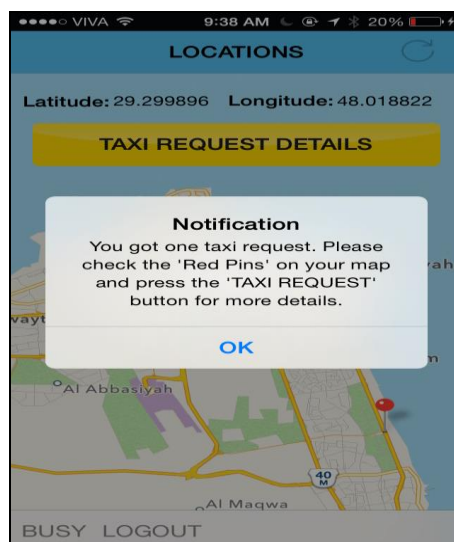 VIVA 9:38 AM 20%
LOCATIONS
Latitude: 29.299896 Longitude: 48.018822
TAXI REQUEST DETAILS
Notification
You got one taxi request. Please
check the 'Red Pins' on your map
and press the 'TAXI REQUEST'
button for more details.
OK
ah
wayt
m
Al Abbasiyah
40
M
Al Maqwa
BUSY LOGOUT